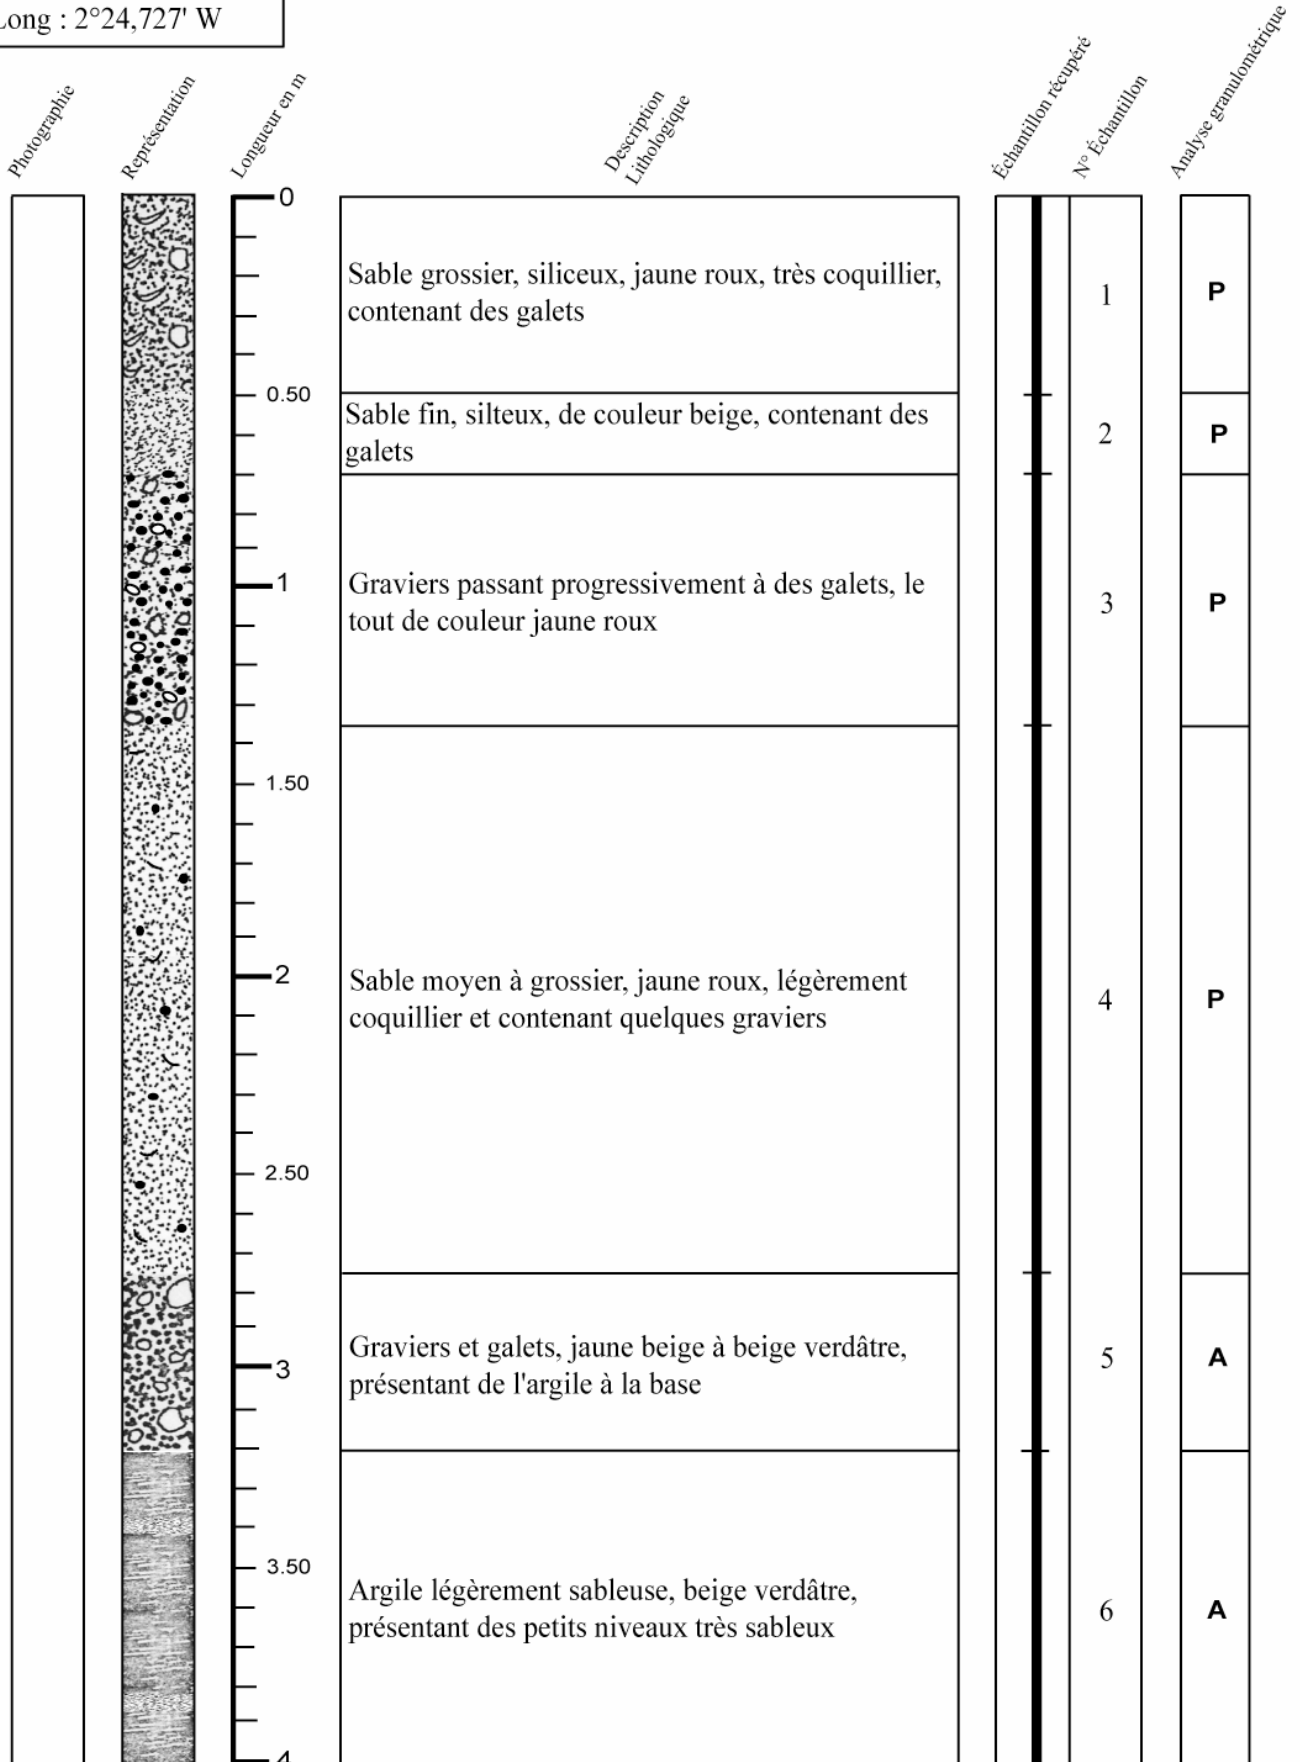 Long : 2°24,727' W
Photographie
Représentation
Longueur en m
Description
Lithologique
Échantillon récupéré
N° Échantillon
Analyse granulométrique
0
Sable grossier, siliceux, jaune roux, très coquillier,
contenant des galets
1
P
0.50
Sable fin, silteux, de couleur beige, contenant des
galets
2
P
1
Graviers passant progressivement à des galets, le
tout de couleur jaune roux
3
P
1.50
2
Sable moyen à grossier, jaune roux, légèrement
coquillier et contenant quelques graviers
4
P
2.50
3
Graviers et galets, jaune beige à beige verdâtre,
présentant de l'argile à la base
5
A
3.50
Argile légèrement sableuse, beige verdâtre,
présentant des petits niveaux très sableux
6
A
4